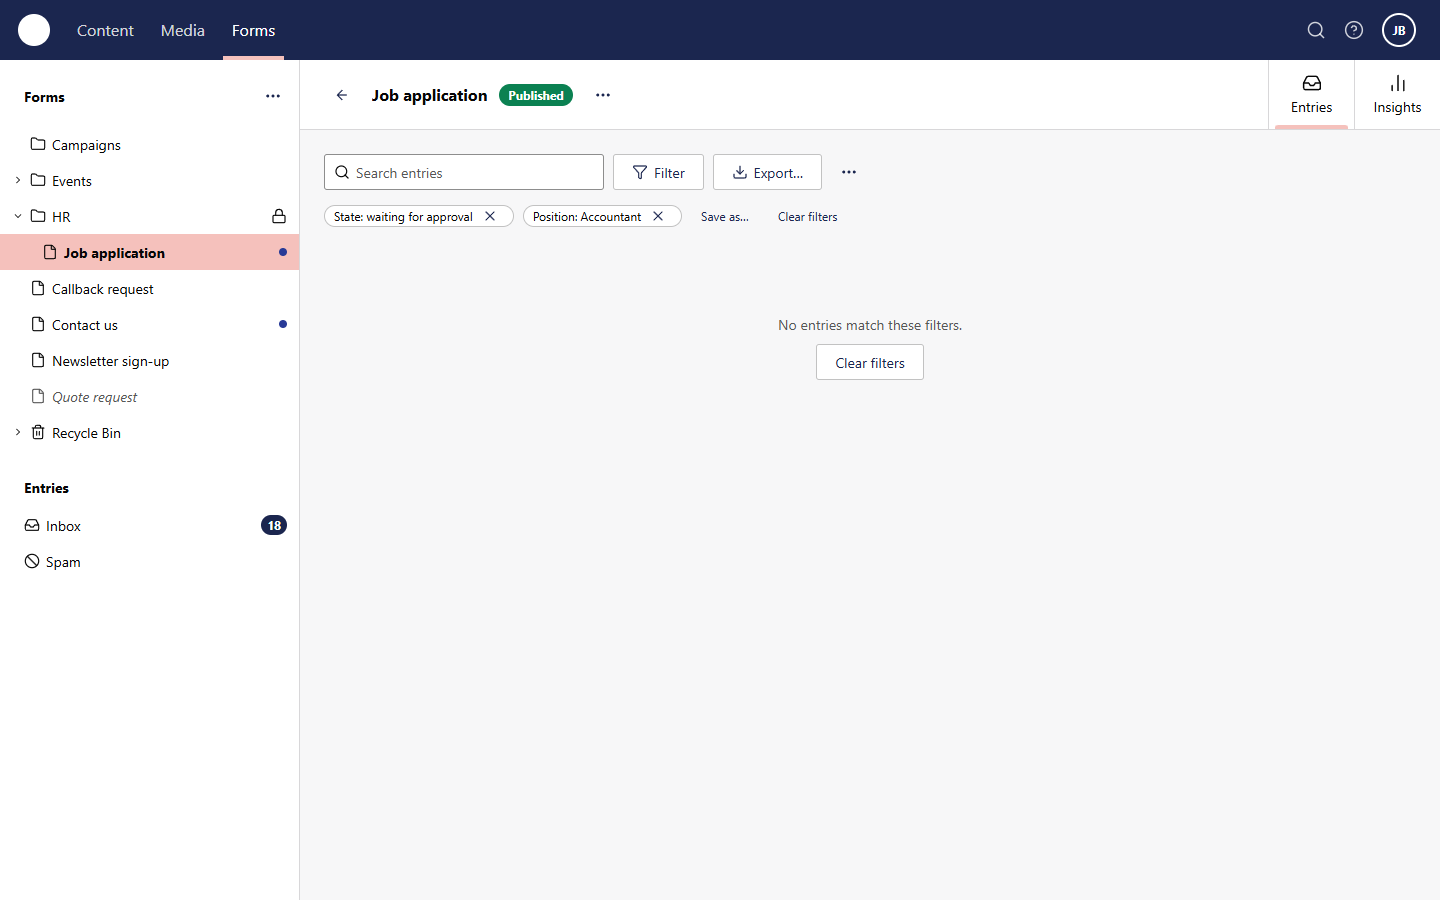 Content
Media
Forms
JB
Forms
Campaigns
Events
HR
Job application
Callback request
Contact us
Newsletter sign-up
Quote request
Recycle Bin
Entries
Inbox
18
Spam
Job application
Published
Entries
Insights
Search entries
Filter
Export...
State: waiting for approval
Position: Accountant
Save as...
Clear filters
No entries match these filters.
Clear filters